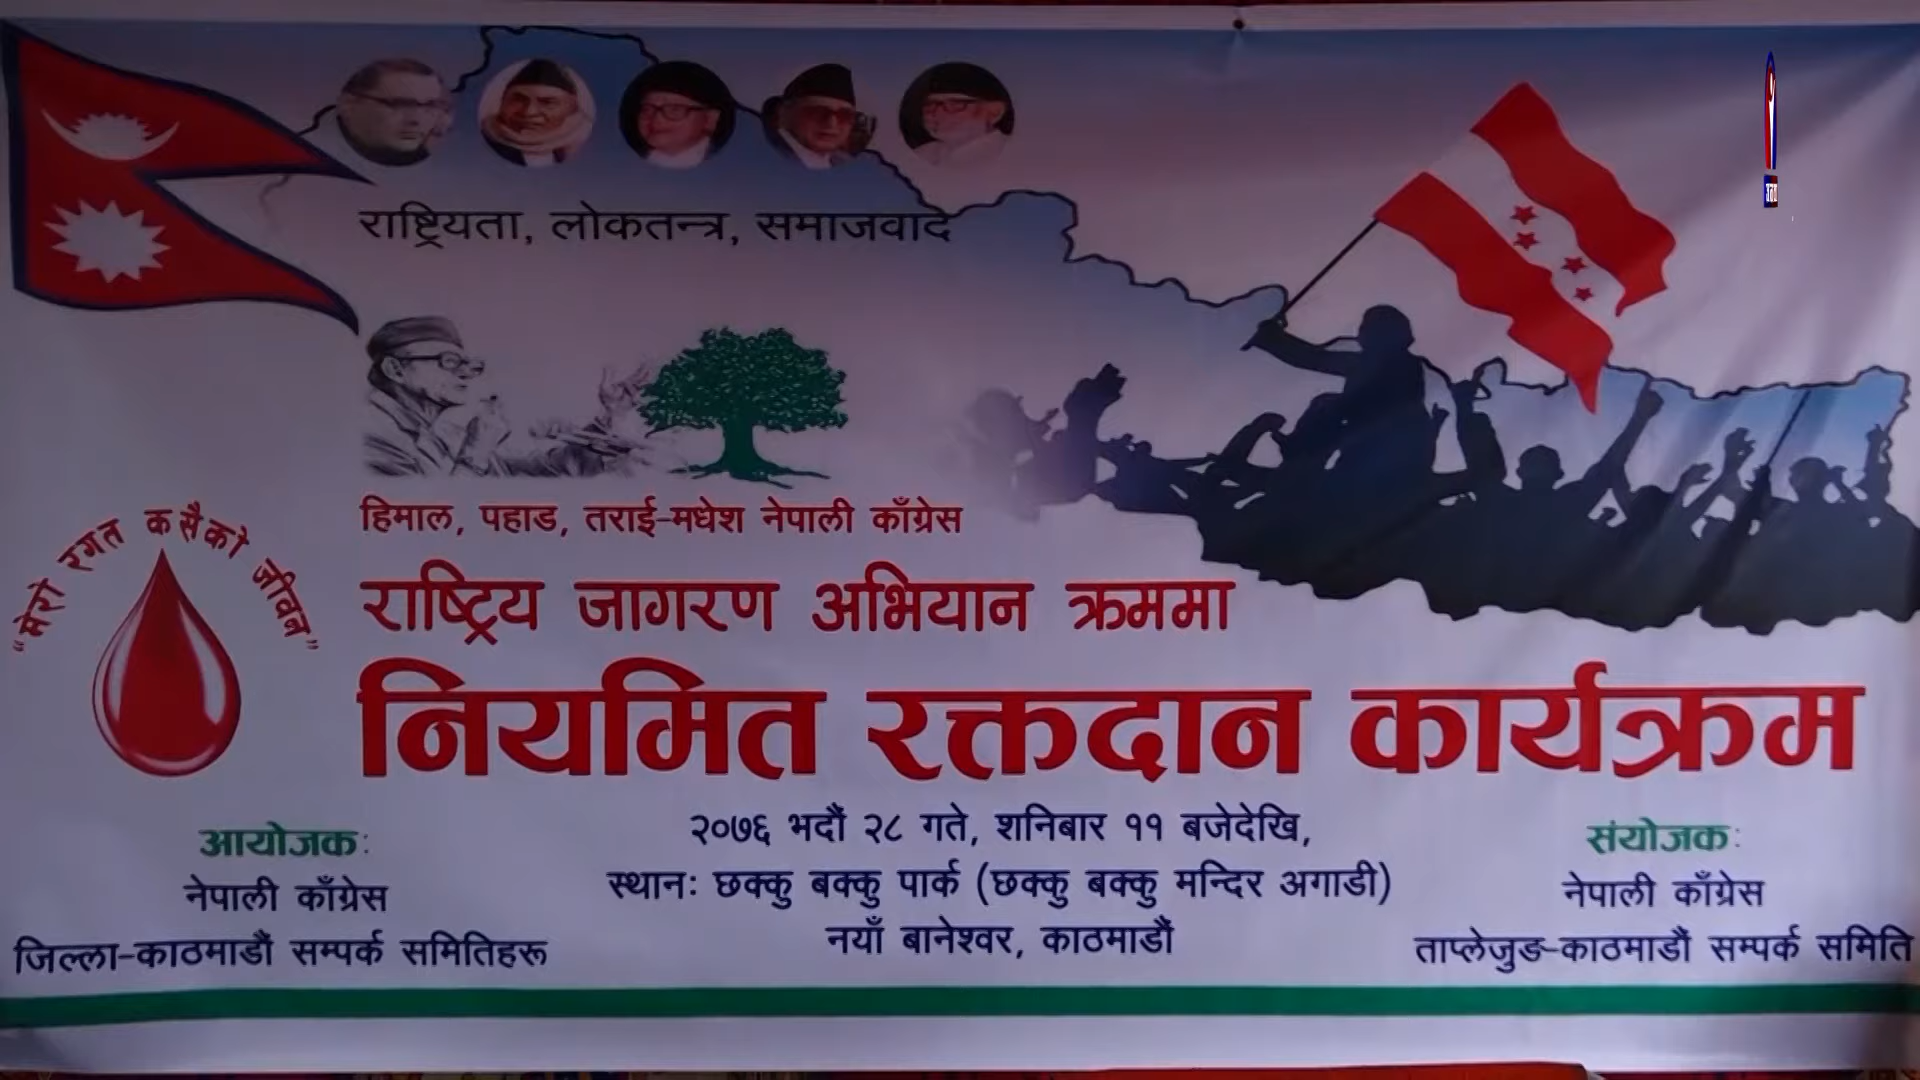 राष्ट्रियता, लोकतन्त्र, समाजवाद
हिमाल, पहाड, तराई-मधेश नेपाली काँग्रेस
"मेरो रगत कसैको जीवन"
राष्ट्रिय जागरण अभियान क्रममा
नियमित रक्तदान कार्यक्रम
आयोजकः
नेपाली काँग्रेस
जिल्ला-काठमाडौं सम्पर्क समितिहरू
२०७६ भदौं २८ गते, शनिबार ११ बजेदेखि,
स्थानः छक्कु बक्कु पार्क (छक्कु बक्कु मन्दिर अगाडी)
नयाँ बानेश्वर, काठमाडौं
संयोजकः
नेपाली काँग्रेस
ताप्लेजुङ-काठमाडौं सम्पर्क समिति